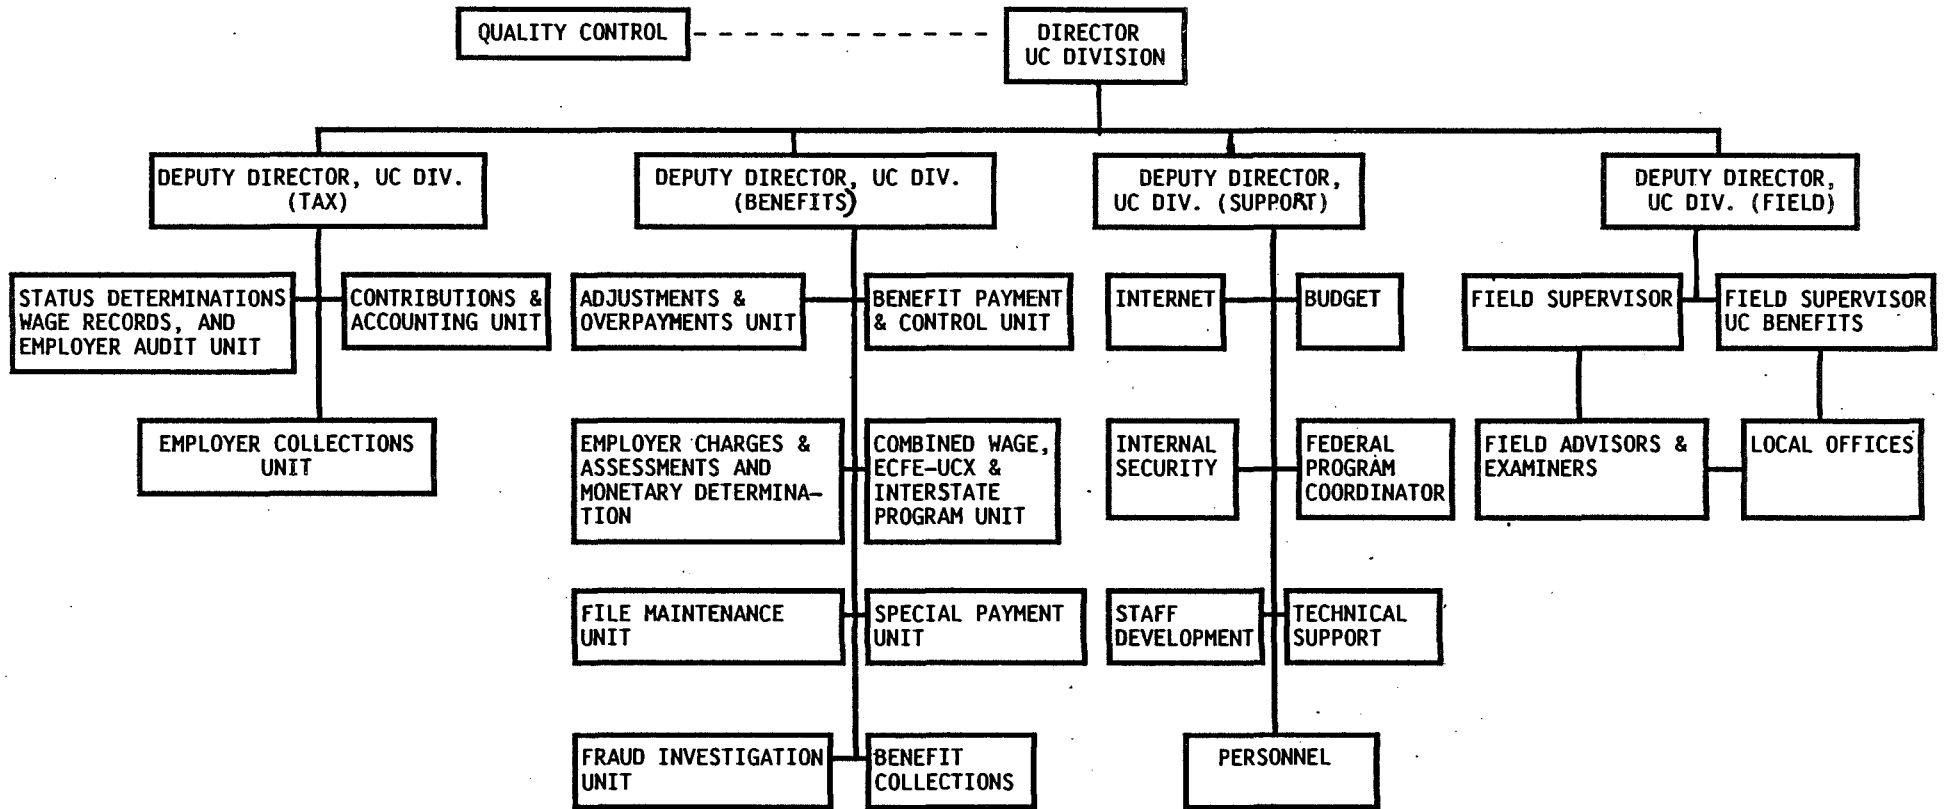 QUALITY CONTROL
DIRECTOR
UC DIVISION
DEPUTY DIRECTOR, UC DIV.
(TAX)
DEPUTY DIRECTOR, UC DIV.
(BENEFITS)
DEPUTY DIRECTOR,
UC DIV. (SUPPORT)
DEPUTY DIRECTOR,
UC DIV. (FIELD)
STATUS DETERMINATIONS
WAGE RECORDS, AND
EMPLOYER AUDIT UNIT
CONTRIBUTIONS &
ACCOUNTING UNIT
EMPLOYER COLLECTIONS
UNIT
ADJUSTMENTS &
OVERPAYMENTS UNIT
BENEFIT PAYMENT
& CONTROL UNIT
EMPLOYER CHARGES &
ASSESSMENTS AND
MONETARY DETERMINA-
TION
COMBINED WAGE,
ECFE-UCX &
INTERSTATE
PROGRAM UNIT
FILE MAINTENANCE
UNIT
SPECIAL PAYMENT
UNIT
FRAUD INVESTIGATION
UNIT
BENEFIT
COLLECTIONS
INTERNET
BUDGET
INTERNAL
SECURITY
FEDERAL
PROGRAM
COORDINATOR
STAFF
DEVELOPMENT
TECHNICAL
SUPPORT
PERSONNEL
FIELD SUPERVISOR
FIELD SUPERVISOR
UC BENEFITS
FIELD ADVISORS &
EXAMINERS
LOCAL OFFICES